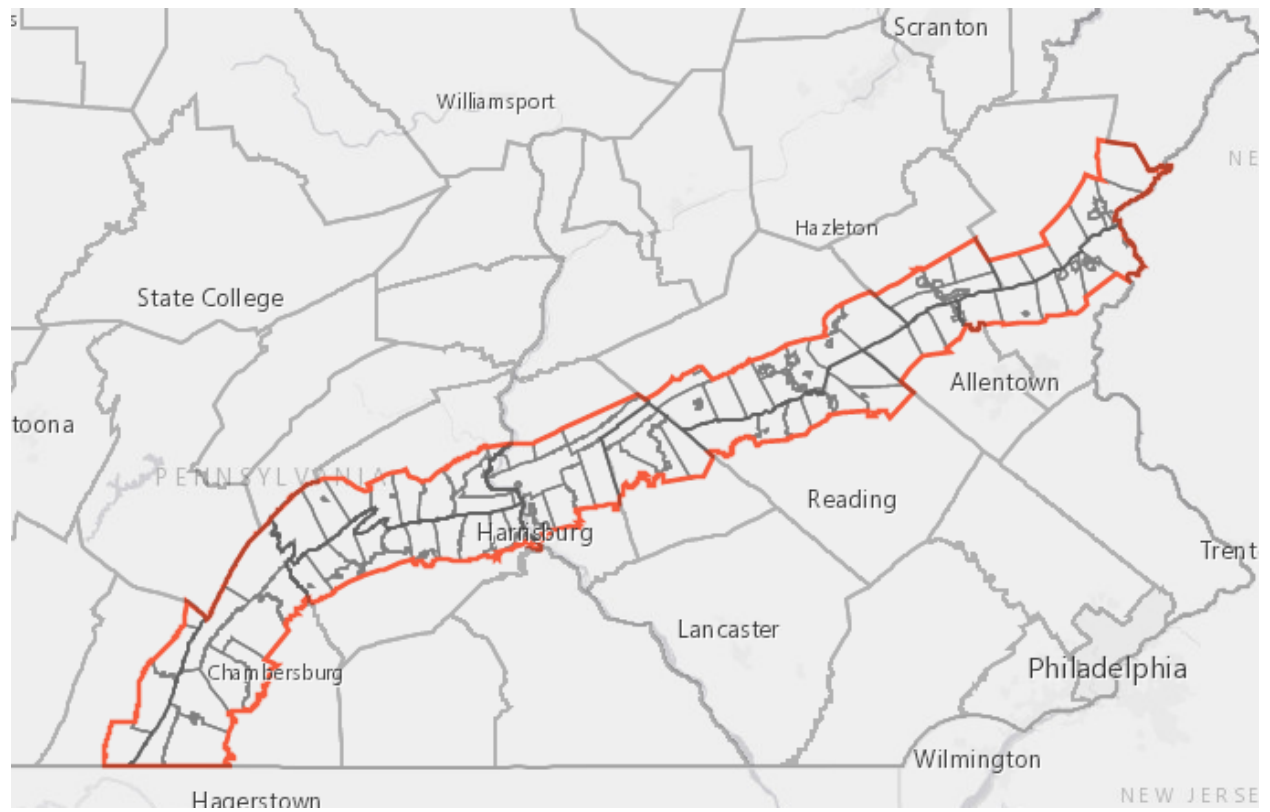 s
Scranton
Williamsport
NE
Hazleton
State College
Allentown
toona
PENNSYLVANIA
Reading
Harrisburg
Trent
Lancaster
Chambersburg
Philadelphia
Wilmington
Hagerstown
NEW JERSE